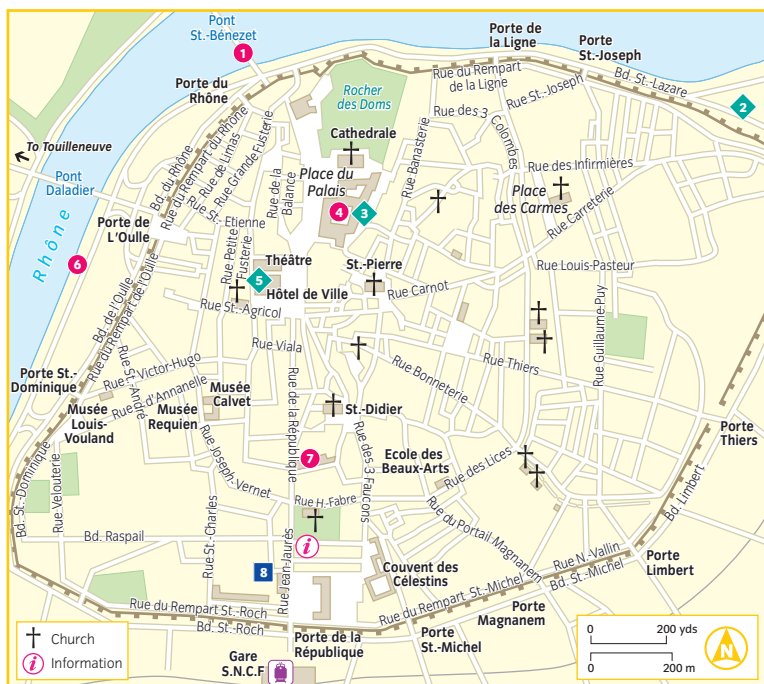 Pont
St.-Bénezet
1
Porte de
la Ligne
Porte
St.-Joseph
Bd. St.-Lazare
2
Rue du Rempart
de la Ligne
Rue St.-Joseph
Porte du
Rhône
Rocher
des Doms
Rue des 3
Colombes
Cathedrale
To Touilleneuve
Pont
Daladier
Bd. du Rhône
Rue du Rempart du Rhône
Rue de Limas
Rue Grande Fusterie
Rue de la
Balance
Place du
Palais
Rue Banasterie
Rue des Infirmières
Place
des Carmes
Rue Carreterie
4
3
Rue St.- Etienne
Porte de
L'Oulle
Rhône
6
Rue Petite
Fusterie
Théâtre
5
Hôtel de Ville
St.-Pierre
Rue Carnot
Rue Louis-Pasteur
Rue St.-Agricol
Bd. de l'Oulle
Rue du Rempart de l'Oulle
Rue Guillaume-Puy
Rue Viala
Rue Thiers
Rue Bonneterie
Porte St.-
Dominique
Rue St.-André
Rue Victor-Hugo
Rue d'Annanelle
Musée
Louis-
Vouland
Musée
Requien
Musée
Calvet
Rue de la République
St.-Didier
Porte
Thiers
Rue Joseph-Vernet
7
Rue des 3 Faucons
Ecole des
Beaux-Arts
Rue des Lices
Bd. St.-Dominique
Rue Velouterie
Rue H. Fabre
Bd. Limbert
Bd. Raspail
Rue St.-Charles
i
Rue du Portail Magnanem
8
Rue Jean-Jaurès
Couvent des
Célestins
Rue N.-Vallin
Bd. St.-Michel
Porte
Limbert
Rue du Rempart St.-Roch
Bd. St.-Roch
Rue du Rempart St.-Michel
Porte
Magnanem
Porte de la
République
Porte
St.-Michel
Gare
S.N.C.F.
Church
i Information
0 200 yds
0 200 m
N